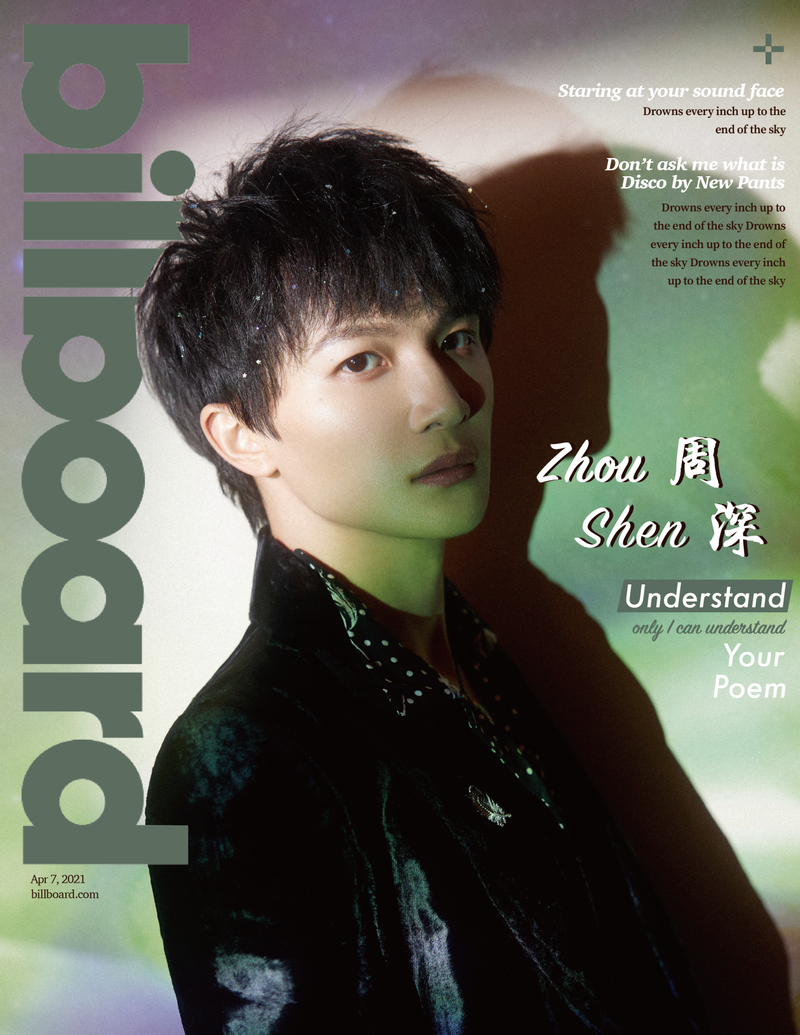 billboard
Staring at your sound face
Drowns every inch up to the
end of the sky
Don't ask me what is
Disco by New Pants
Drowns every inch up to
the end of the sky Drowns
every inch up to the end of
the sky Drowns every inch
up to the end of the sky
Zhou 周
Shen 深
Understand
only I can understand
Your
Poem
Apr 7, 2021
billboard.com